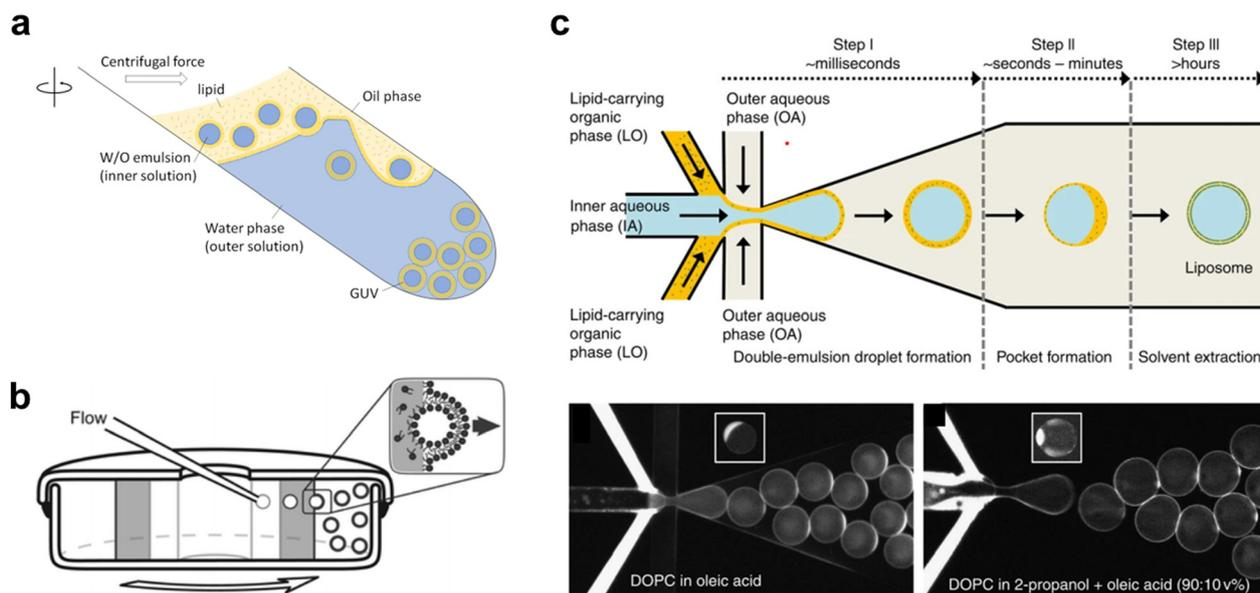 a
Centrifugal force
lipid
Oil phase
W/O emulsion
(inner solution)
Water phase
(outer solution)
GUV
b
Flow
c
Step I
~milliseconds
Step II
~seconds – minutes
Step III
>hours
Lipid-carrying
organic
phase (LO)
Outer aqueous
phase (OA)
Inner aqueous
phase (IA)
Liposome
Lipid-carrying
organic
phase (LO)
Outer aqueous
phase (OA)
Double-emulsion droplet formation
Pocket formation
Solvent extraction
DOPC in oleic acid
DOPC in 2-propanol + oleic acid (90:10 v%)